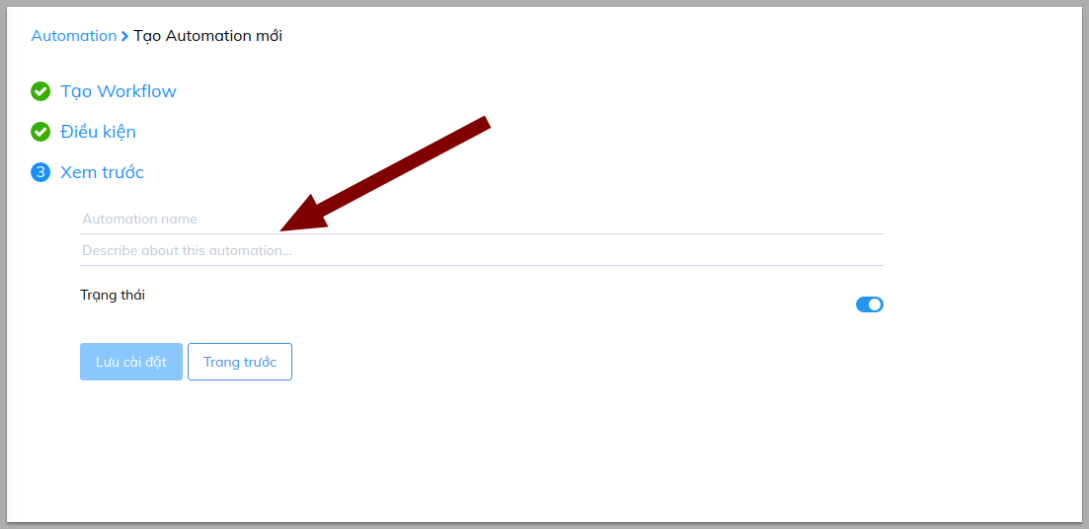 Automation > Tạo Automation mới
Tạo Workflow
Điều kiện
3 Xem trước
Automation name
Describe about this automation...
Trạng thái
Lưu cài đặt Trang trước